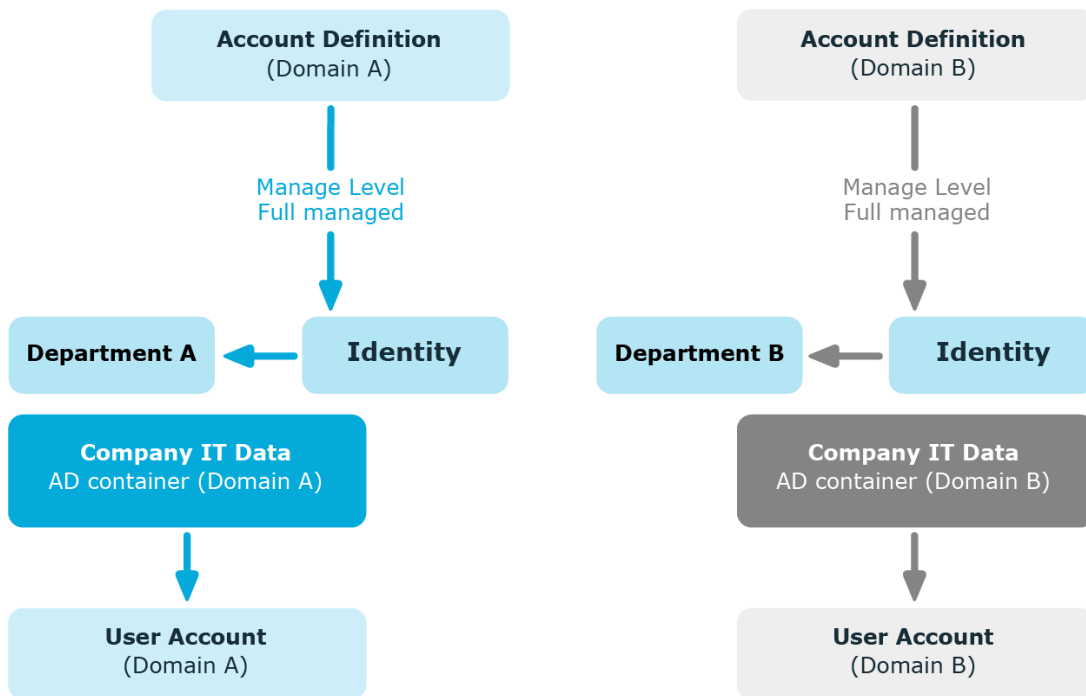 Account Definition
(Domain A)
Manage Level
Full managed
Department A
Identity
Company IT Data
AD container (Domain A)
User Account
(Domain A)
Account Definition
(Domain B)
Manage Level
Full managed
Department B
Identity
Company IT Data
AD container (Domain B)
User Account
(Domain B)